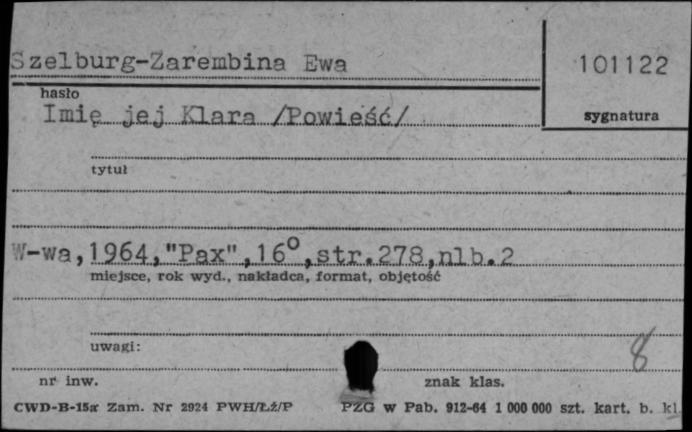 Szelburg-Zarembina Ewa
101122
hasło
sygnatura
Imię jej Klara /Powieść/
tytuł
W-wa,1964,"Pax",16°,str.278,nlb.2
miejsce, rok wyd., nakładca, format, objętość
uwagi:
8
nr inw.
znak klas.
CWD-B-15a Zam. Nr 2924 PWH/Łż/P PZG w Pab. 912-64 1 000 000 szt. kart. b. kl.